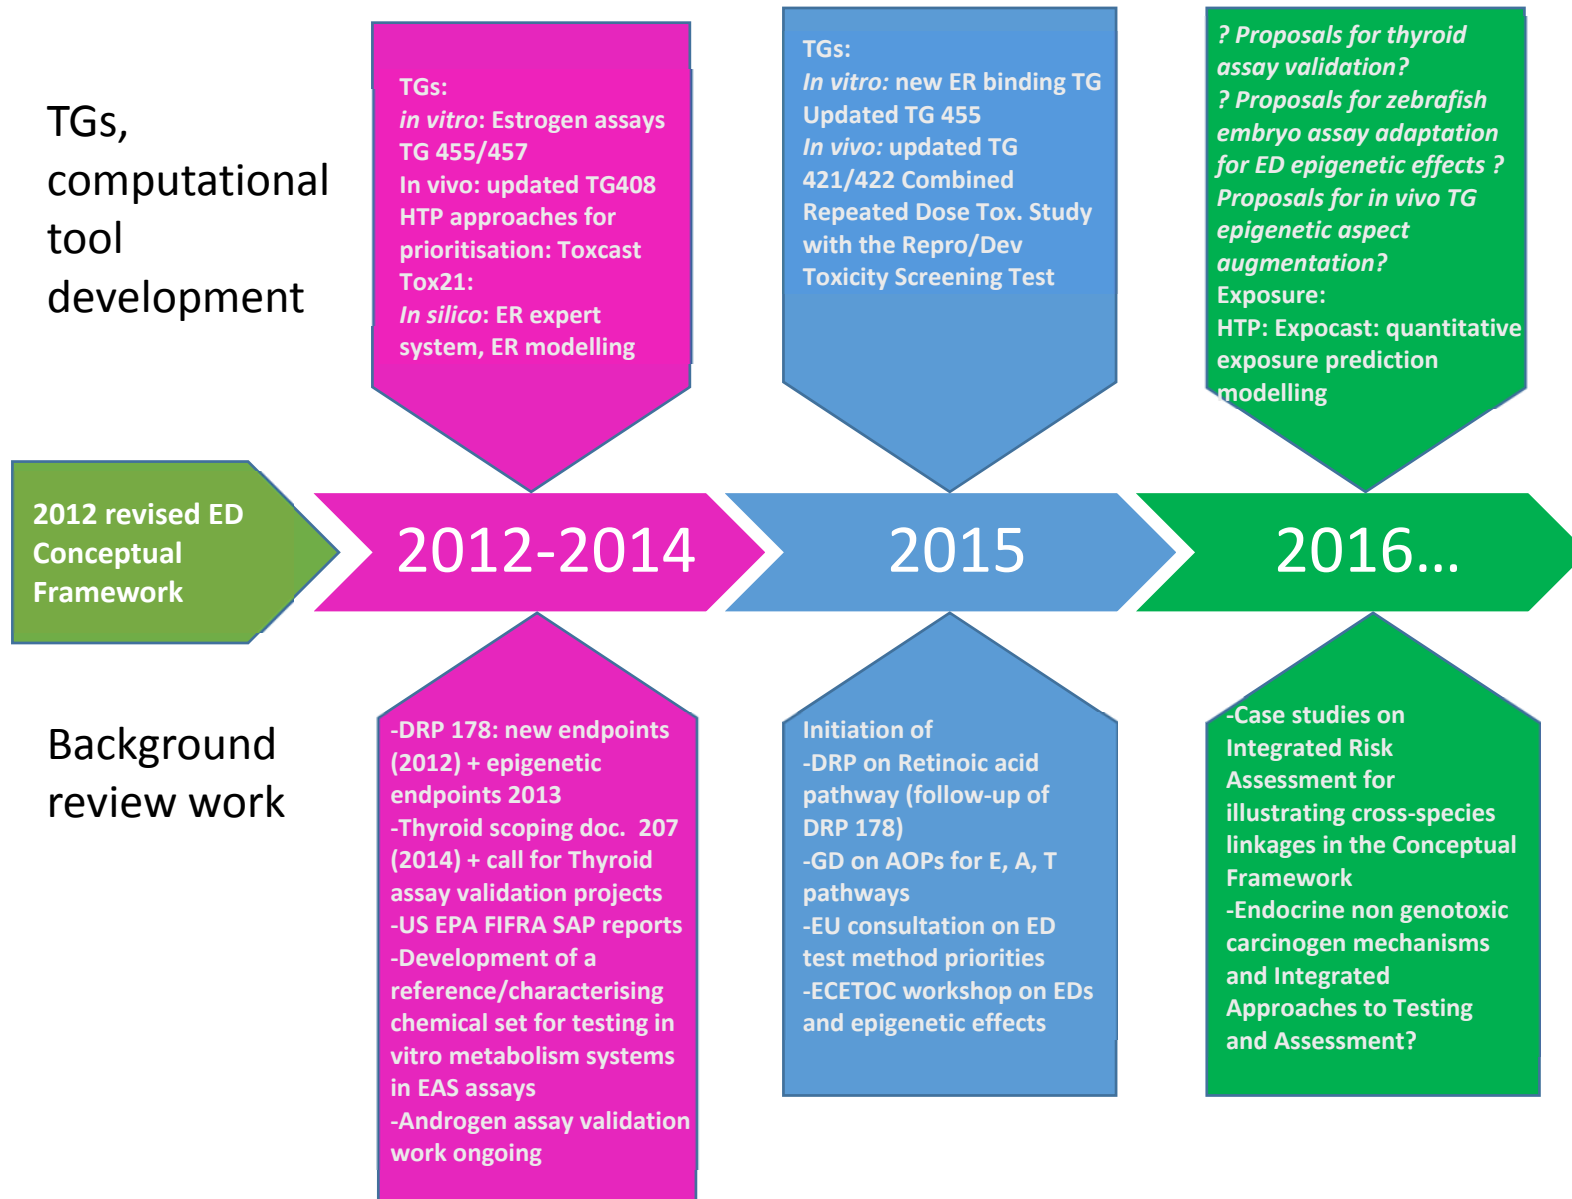 TGs,
computational
tool
development
TGs:
in vitro: Estrogen assays
TG 455/457
In vivo: updated TG408
HTP approaches for
prioritisation: Toxcast
Tox21:
In silico: ER expert
system, ER modelling
TGs:
In vitro: new ER binding TG
Updated TG 455
In vivo: updated TG
421/422 Combined
Repeated Dose Tox. Study
with the Repro/Dev
Toxicity Screening Test
? Proposals for thyroid
assay validation?
? Proposals for zebrafish
embryo assay adaptation
for ED epigenetic effects ?
Proposals for in vivo TG
epigenetic aspect
augmentation?
Exposure:
HTP: Expocast: quantitative
exposure prediction
modelling
2012 revised ED
Conceptual
Framework
2012-2014
2015
2016...
Background
review work
-DRP 178: new endpoints
(2012) + epigenetic
endpoints 2013
-Thyroid scoping doc. 207
(2014) + call for Thyroid
assay validation projects
-US EPA FIFRA SAP reports
-Development of a
reference/characterising
chemical set for testing in
vitro metabolism systems
in EAS assays
-Androgen assay validation
work ongoing
Initiation of
-DRP on Retinoic acid
pathway (follow-up of
DRP 178)
-GD on AOPs for E, A, T
pathways
-EU consultation on ED
test method priorities
-ECETOC workshop on EDs
and epigenetic effects
-Case studies on
Integrated Risk
Assessment for
illustrating cross-species
linkages in the Conceptual
Framework
-Endocrine non genotoxic
carcinogen mechanisms
and Integrated
Approaches to Testing
and Assessment?